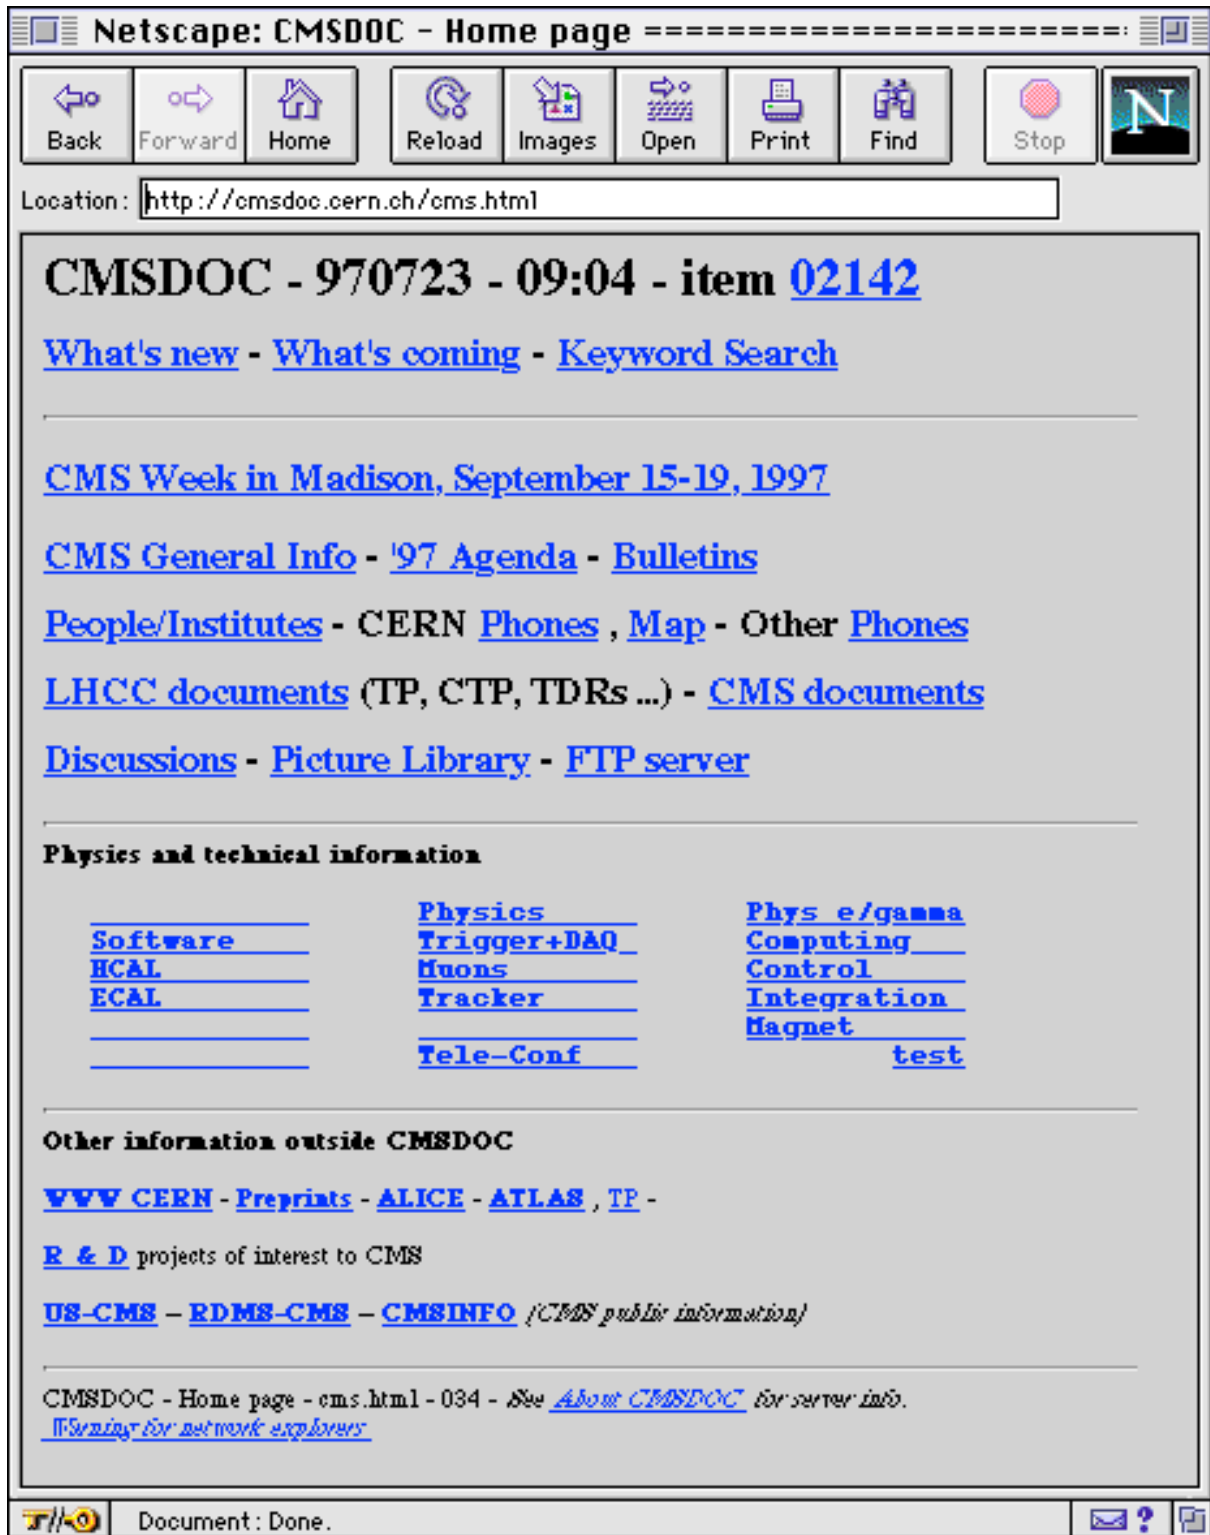 Netscape: CMSDOC - Home page
Back Forward Home Reload Images Open Print Find Stop N
Location: http://cmsdoc.cern.ch/cms.html
CMSDOC - 970723 - 09:04 - item 02142
What's new - What's coming - Keyword Search
CMS Week in Madison, September 15-19, 1997
CMS General Info - '97 Agenda - Bulletins
People/Institutes - CERN Phones , Map - Other Phones
LHCC documents (TP, CTP, TDRs ...) - CMS documents
Discussions - Picture Library - FTP server
Physics and technical information
Physics Phys e/gamma
Software Trigger+DAQ Computing
HCAL Muons Control
ECAL Tracker Integration
Magnet
Tele-Conf test
Other information outside CMSDOC
WWW CERN - Preprints - ALICE - ATLAS , TP -
R & D projects of interest to CMS
US-CMS – RDMS-CMS – CMSINFO (CMS public information)
CMSDOC - Home page - cms.html - 034 - See About CMSDOC for server info.
Warning for network explorers
Document: Done. ?